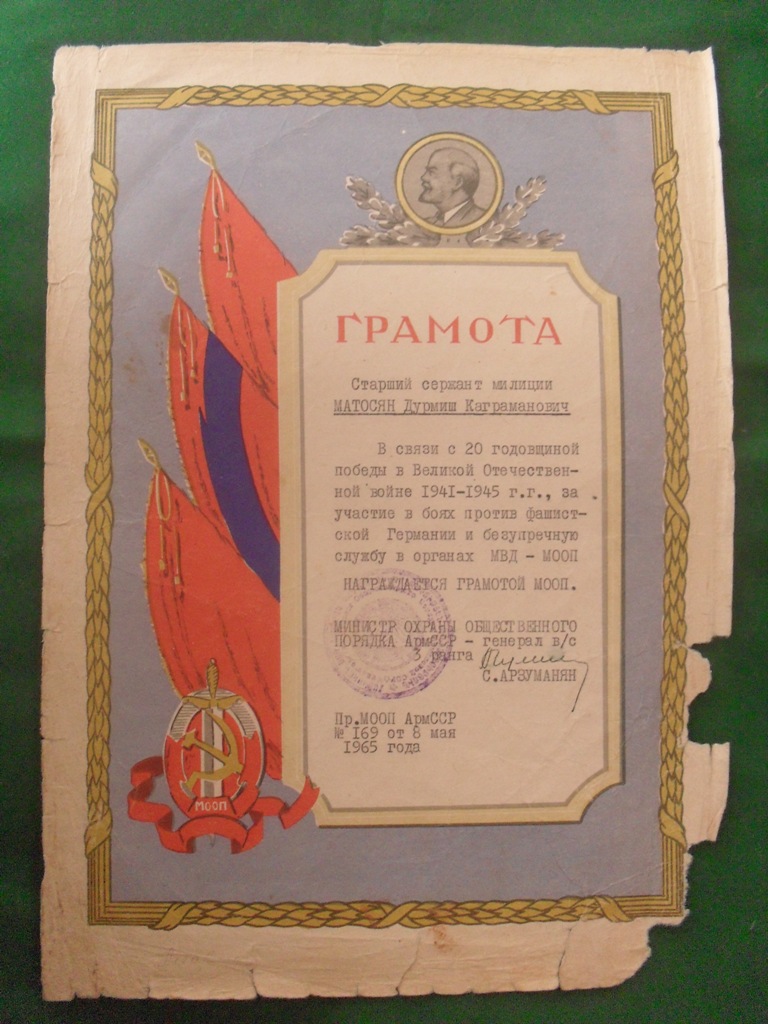 ГРАМОТА
Старший сержант милиции
МАТОСЯН Дурмиш Каграманович
В связи с 20 годовщиной
победы в Великой Отечествен-
ной войне 1941-1945 г.г., за
участие в боях против фашист-
ской Германии и безупречную
службу в органах МВД - МООП
НАГРАЖДАЕТСЯ ГРАМОТОЙ МООП.
МИНИСТР ОХРАНЫ ОБЩЕСТВЕННОГО
ПОРЯДКА АрмССР - генерал в/с
3 ранга
С.АРЗУМАНЯН
Пр.МООП АрмССР
№ 169 от 8 мая
1965 года
МООП